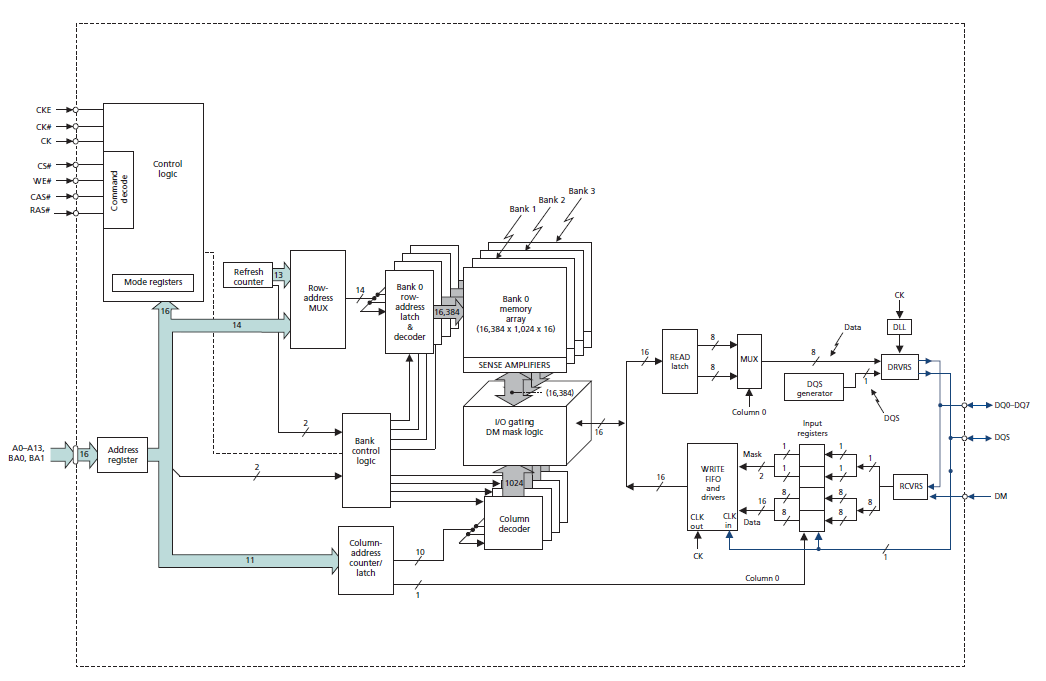 CKE
CK#
CK
CS#
WE#
CAS#
RAS#
Command
decode
Control
logic
Mode registers
16
Refresh
counter
13
Row-
address
MUX
14
14
Bank 0
row-
address
latch
&
decoder
16,384
Bank 1
Bank 2
Bank 3
Bank 0
memory
array
(16,384 x 1,024 x 16)
SENSE AMPLIFIERS
(16,384)
I/O gating
DM mask logic
16
A0–A13,
BA0, BA1
16
Address
register
2
2
Bank
control
logic
1024
Column
decoder
11
Column-
address
counter/
latch
10
1
Column 0
16
READ
latch
8
8
MUX
Column 0
8
Data
DQS
generator
1
DQS
CK
DLL
DRVRS
DQ0–DQ7
DQS
DM
16
WRITE
FIFO
and
drivers
CLK
out
CLK
in
CK
Mask
2
16
Data
Input
registers
1
1
8
8
1
1
8
8
1
8
RCVRS
1